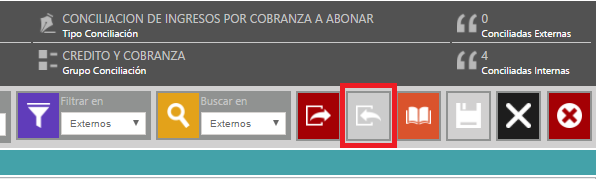 CONCILIACION DE INGRESOS POR COBRANZA A ABONAR
Tipo Conciliación
0
Conciliadas Externas
CREDITO Y COBRANZA
Grupo Conciliación
4
Conciliadas Internas
Filtrar en
Externos
Buscar en
Externos